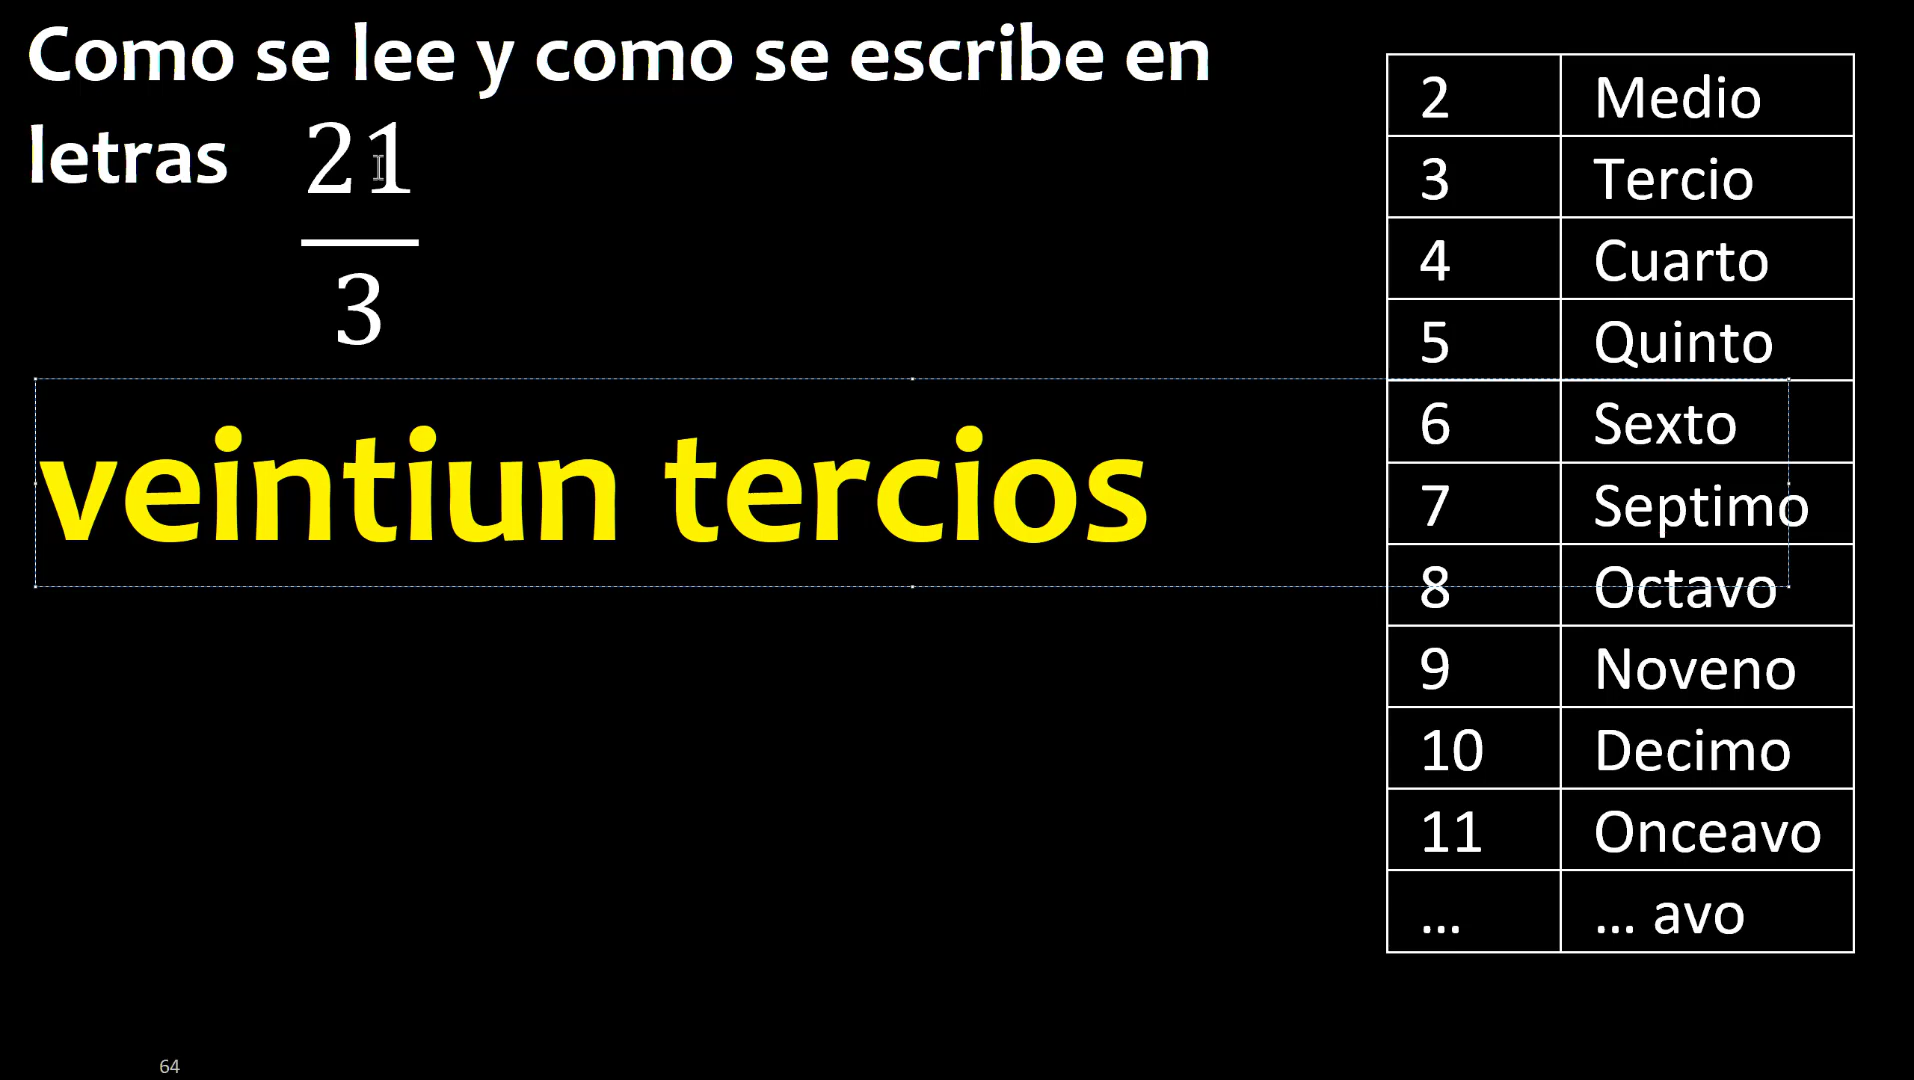 Como se lee y como se escribe en
letras 21
3
veintiun tercios
2 Medio
3 Tercio
4 Cuarto
5 Quinto
6 Sexto
7 Septimo
8 Octavo
9 Noveno
10 Decimo
11 Onceavo
... ... avo
64